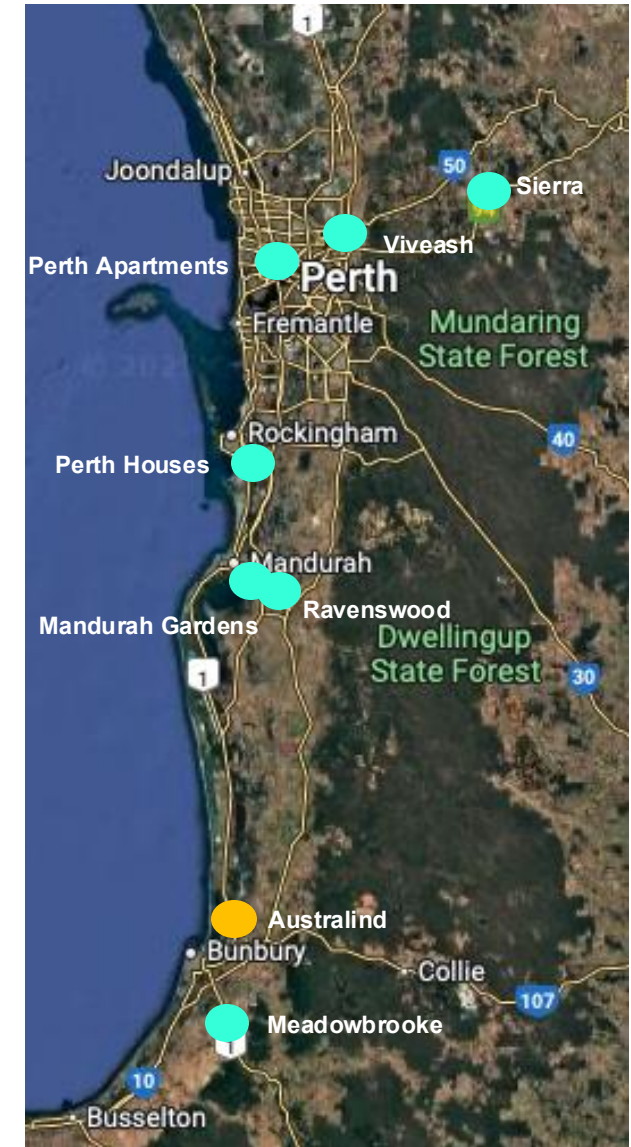 1
Joondalup
50
Sierra
Viveash
Perth Apartments
Perth
Fremantle
Mundaring
State Forest
Rockingham
40
Perth Houses
Mandurah
Ravenswood
Mandurah Gardens
Dwellingup
State Forest
1
30
Australind
Bunbury
Collie
107
Meadowbrooke
1
10
Busselton